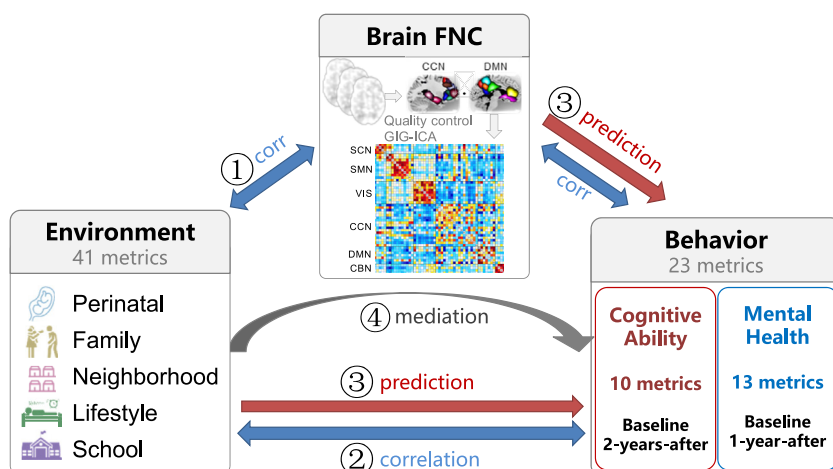 Brain FNC
CCN
DMN
Quality control
GIG-ICA
SCN
SMN
VIS
CCN
DMN
CBN
① corr
③ prediction
corr
Environment
41 metrics
Perinatal
Family
Neighborhood
Lifestyle
School
④ mediation
③ prediction
② correlation
Behavior
23 metrics
Cognitive
Ability
10 metrics
Baseline
2-years-after
Mental
Health
13 metrics
Baseline
1-year-after